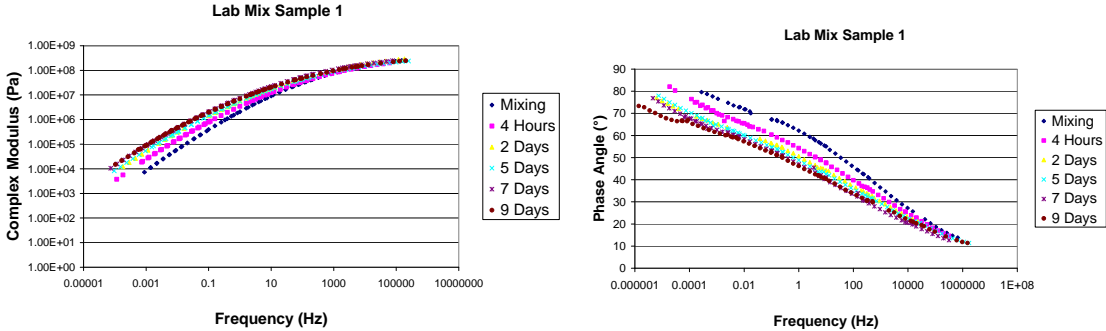 Lab Mix Sample 1
Complex Modulus (Pa)
1.00E+09
1.00E+08
1.00E+07
1.00E+06
1.00E+05
1.00E+04
1.00E+03
1.00E+02
1.00E+01
1.00E+00
0.00001 0.001 0.1 10 1000 100000 10000000
Frequency (Hz)
Mixing
4 Hours
2 Days
5 Days
7 Days
9 Days
Lab Mix Sample 1
Phase Angle (°)
90
80
70
60
50
40
30
20
10
0
0.000001 0.0001 0.01 1 100 10000 1000000 1E+08
Frequency (Hz)
Mixing
4 Hours
2 Days
5 Days
7 Days
9 Days